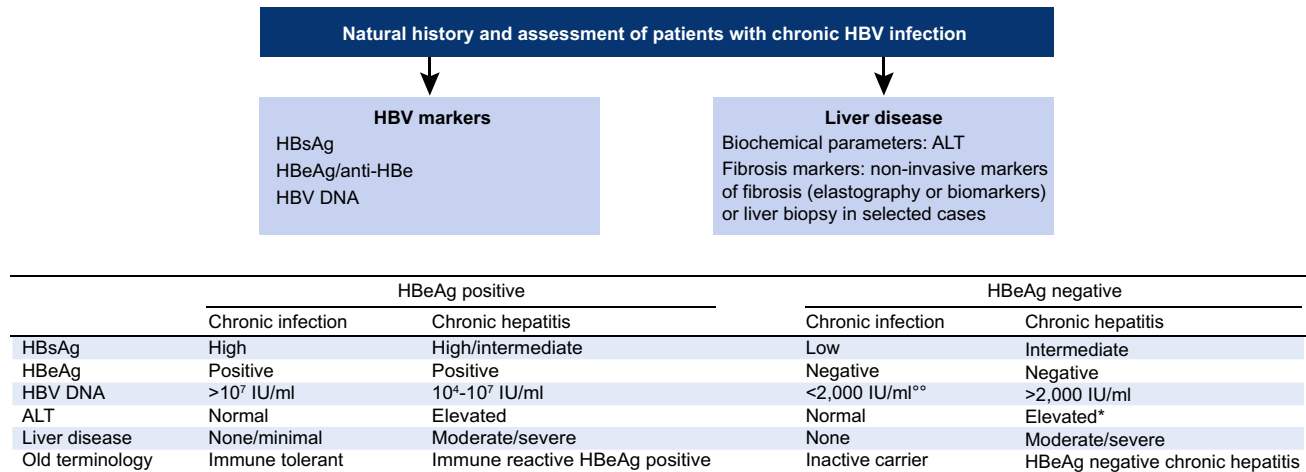 Natural history and assessment of patients with chronic HBV infection
HBV markers
HBsAg
HBeAg/anti-HBe
HBV DNA
Liver disease
Biochemical parameters: ALT
Fibrosis markers: non-invasive markers
of fibrosis (elastography or biomarkers)
or liver biopsy in selected cases
HBeAg positive HBeAg negative
Chronic infection Chronic hepatitis Chronic infection Chronic hepatitis
HBsAg High High/intermediate Low Intermediate
HBeAg Positive Positive Negative Negative
HBV DNA >10⁷ IU/ml 10⁴-10⁷ IU/ml <2,000 IU/ml°° >2,000 IU/ml
ALT Normal Elevated Normal Elevated*
Liver disease None/minimal Moderate/severe None Moderate/severe
Old terminology Immune tolerant Immune reactive HBeAg positive Inactive carrier HBeAg negative chronic hepatitis